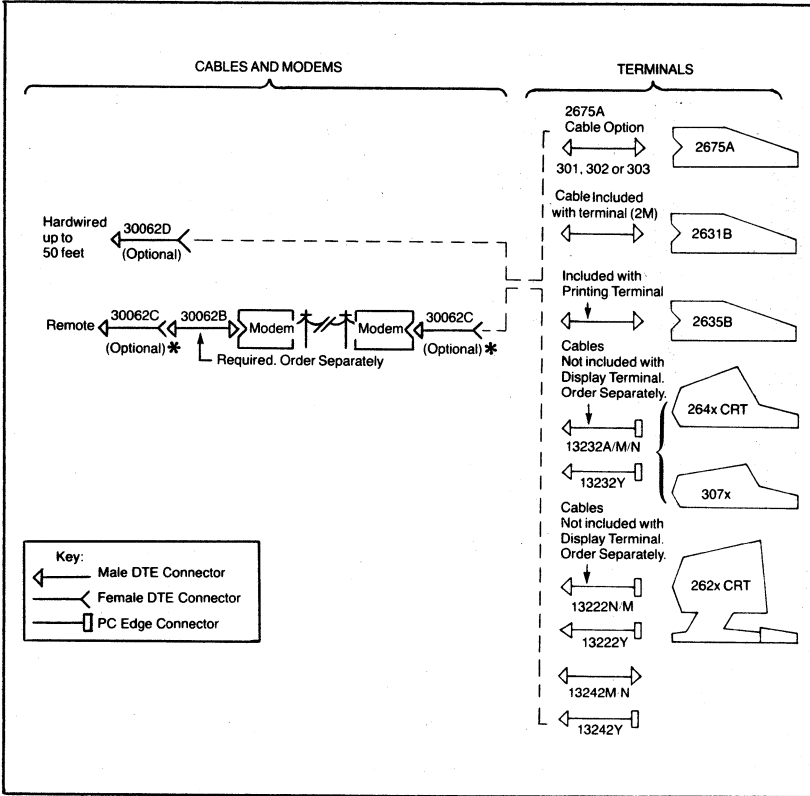 CABLES AND MODEMS
TERMINALS
2675A
Cable Option
301, 302 or 303
2675A
Cable Included
with terminal (2M)
2631B
Hardwired
up to
50 feet
30062D
(Optional)
Included with
Printing Terminal
2635B
Remote
30062C
(Optional)*
30062B
Required. Order Separately
Modem
Modem
30062C
(Optional)*
Cables
Not included with
Display Terminal.
Order Separately.
13232A/M/N
13232Y
264x CRT
307x
Cables
Not included with
Display Terminal.
Order Separately.
13222N/M
13222Y
262x CRT
13242M/N
13242Y
Key:
Male DTE Connector
Female DTE Connector
PC Edge Connector